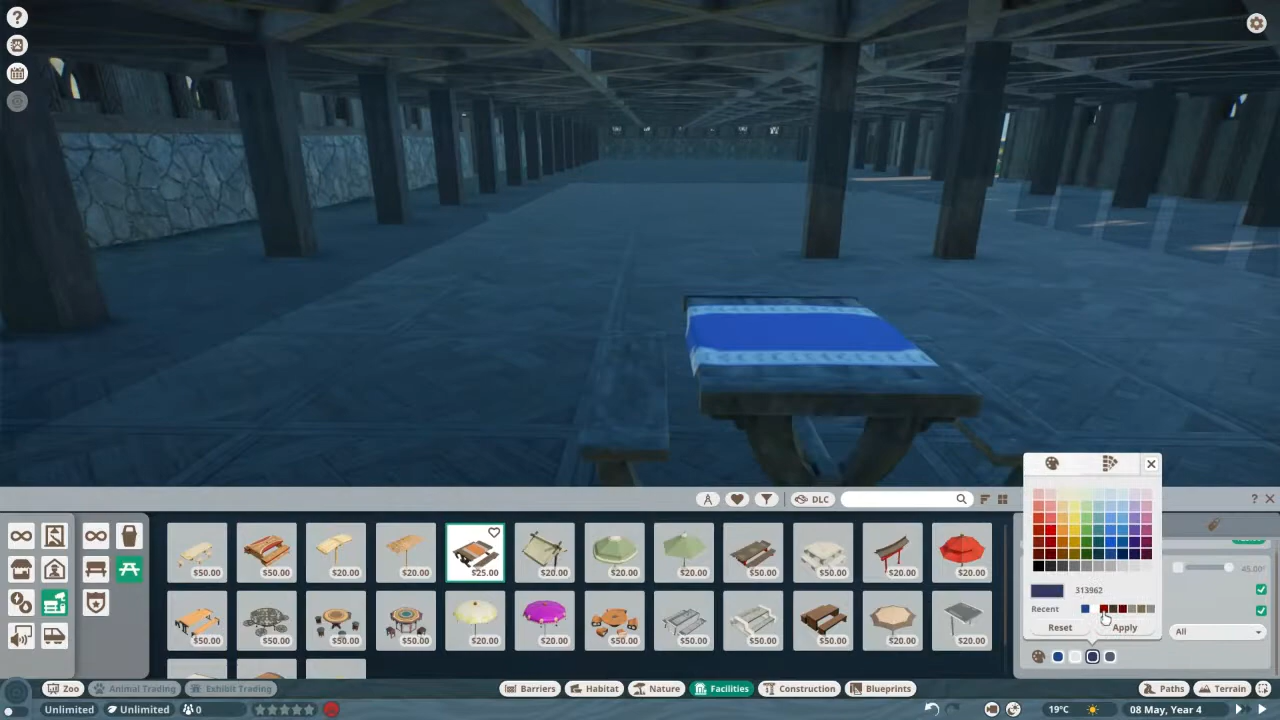 ?
DLC
?
$50.00 $50.00 $20.00 $20.00 $25.00 $20.00 $20.00 $20.00 $50.00 $50.00 $50.00 $20.00
$50.00 $50.00 $50.00 $50.00 $20.00 $20.00 $50.00 $50.00 $50.00 $50.00 $20.00 $20.00
45.00°
313962
Recent
Reset Apply
All
Zoo Animal Trading Exhibit Trading Barriers Habitat Nature Facilities Construction Blueprints Paths Terrain
Unlimited Unlimited 0 19°C 08 May, Year 4